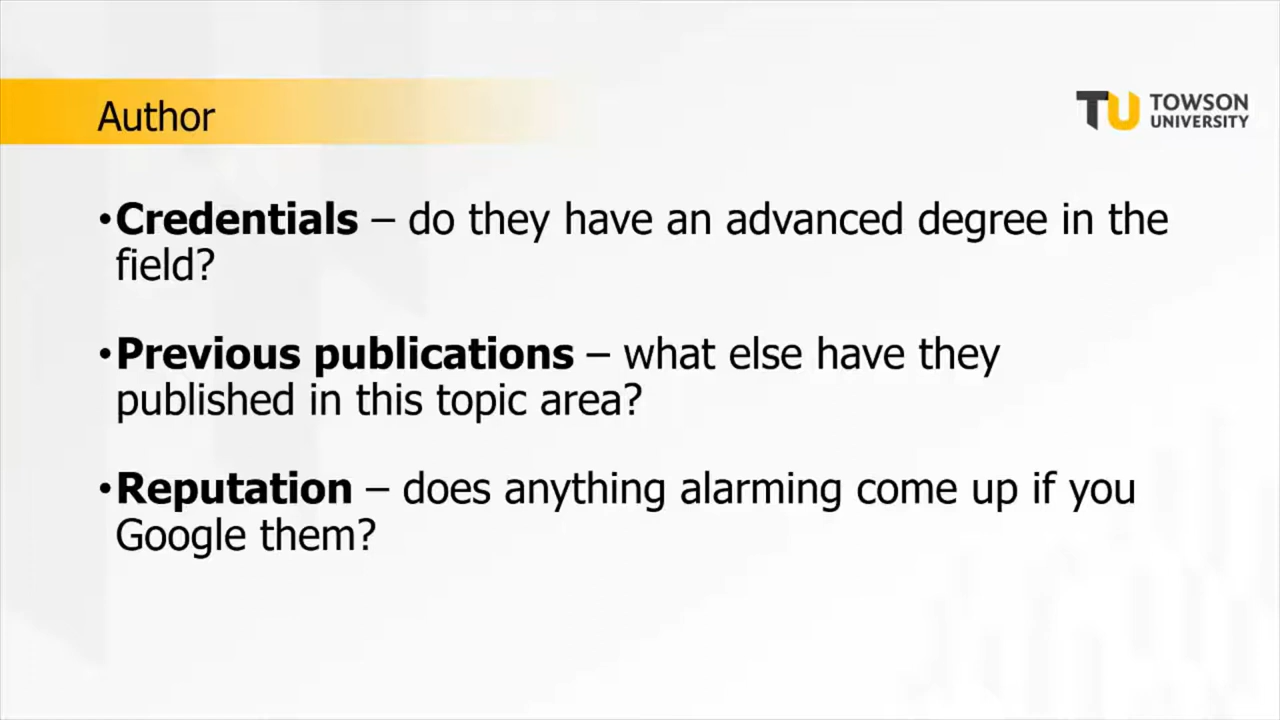 Author
TU TOWSON
UNIVERSITY
•Credentials – do they have an advanced degree in the
field?
•Previous publications – what else have they
published in this topic area?
•Reputation – does anything alarming come up if you
Google them?